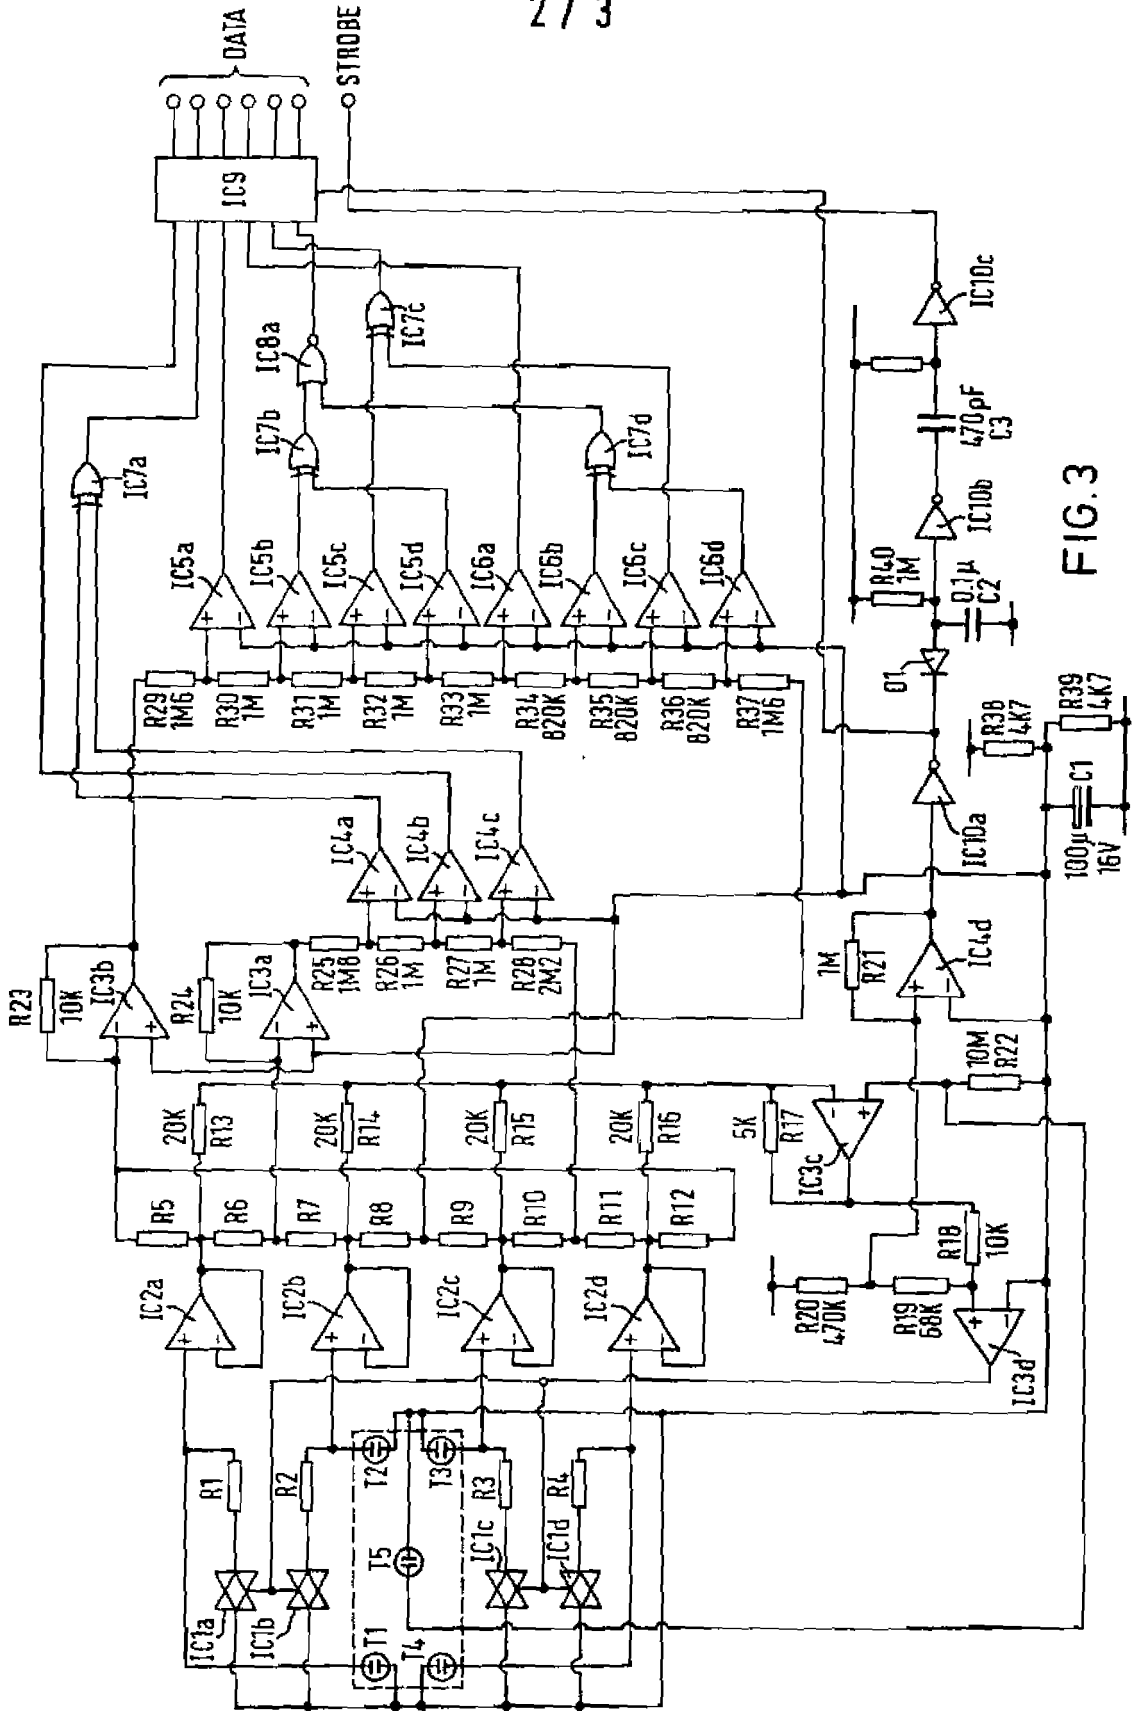 2/3
DATA
STROBE
IC9
IC7a
IC8a
IC7c
IC7b
IC7d
IC5a
IC5b
IC5c
IC5d
IC6a
IC6b
IC6c
IC6d
R29
1M6
R30
1M
R31
1M
R32
1M
R33
1M
R34
820K
R35
820K
R36
820K
R37
1M6
IC4a
IC4b
IC4c
R23
10K
IC3b
R24
10K
IC3a
R25
1M8
R26
1M
R27
1M
R28
2M2
20K
R13
20K
R14
20K
R15
20K
R16
5K
R17
R5
R6
R7
R8
R9
R10
R11
R12
IC2a
IC2b
IC2c
IC2d
R1
R2
R3
R4
IC1a
IC1b
IC1c
IC1d
T1
T2
T3
T4
T5
IC3c
10M
R22
R18
10K
R20
470K
R19
68K
IC3d
1M
R21
IC4d
IC10a
D1
R40
1M
0.1µ
C2
IC10b
470pF
C3
IC10c
R38
4K7
R39
4K7
100µ
16V
C1
+
-
FIG.3